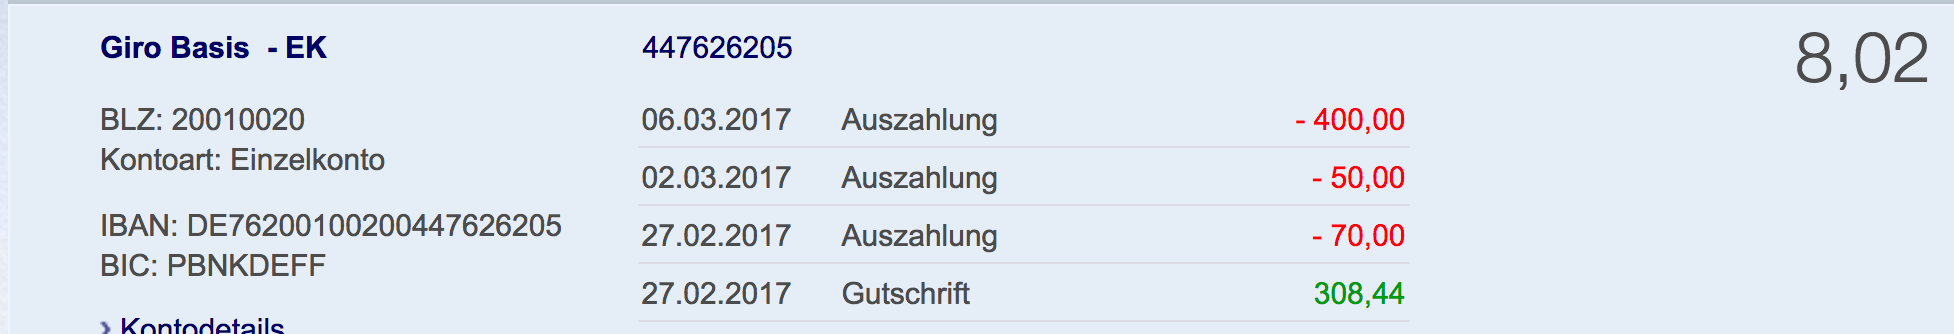 Giro Basis - EK 447626205 8,02
BLZ: 20010020
Kontoart: Einzelkonto
IBAN: DE76200100200447626205
BIC: PBNKDEFF
› Kontodetails
06.03.2017 Auszahlung - 400,00
02.03.2017 Auszahlung - 50,00
27.02.2017 Auszahlung - 70,00
27.02.2017 Gutschrift 308,44